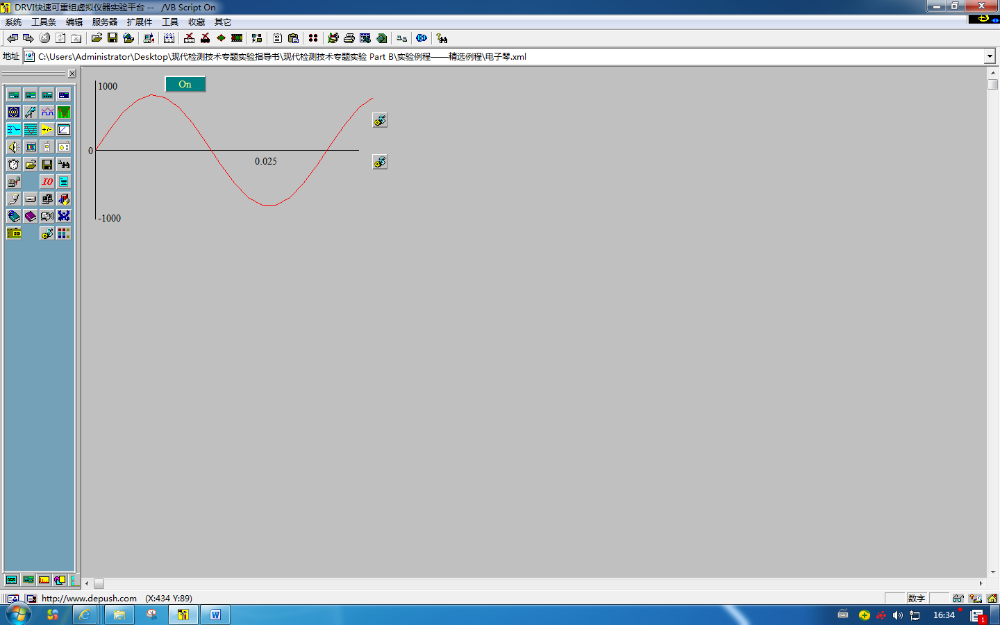 DRVI快速可重组虚拟仪器实验平台 -- /VB Script On
系统 工具条 编辑 服务器 扩展件 工具 收藏 其它
地址 C:\Users\Administrator\Desktop\现代检测技术专题实验指导书\现代检测技术专题实验 Part B\实验例程——精选例程\电子琴.xml
1000
On
0
0.025
-1000
+/-
IO
http://www.depush.com (X:434 Y:89)
数字
16:34
1